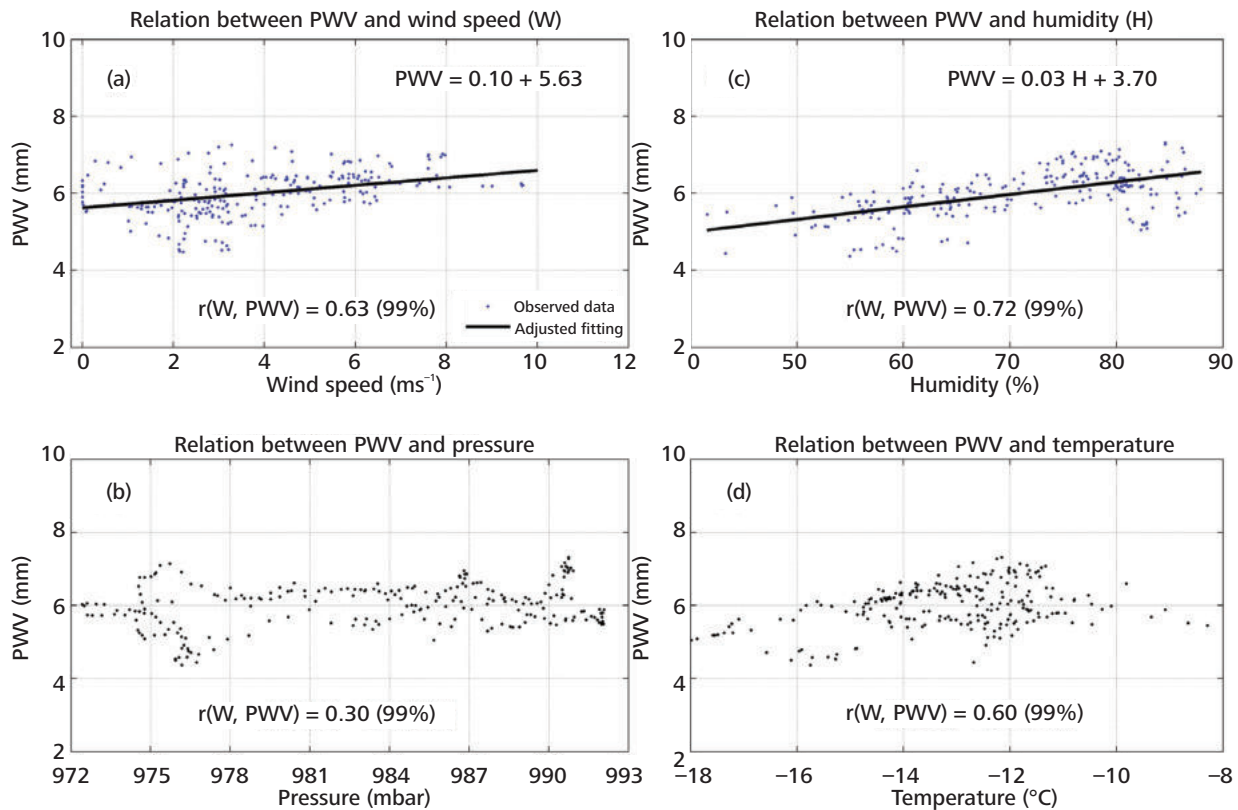 Relation between PWV and wind speed (W)
10
8
6
4
2
PWV (mm)
(a)
PWV = 0.10 + 5.63
r(W, PWV) = 0.63 (99%)
Observed data
Adjusted fitting
0 2 4 6 8 10 12
Wind speed (ms⁻¹)
Relation between PWV and humidity (H)
10
8
6
4
2
PWV (mm)
(c)
PWV = 0.03 H + 3.70
r(W, PWV) = 0.72 (99%)
0 50 60 70 80 90
Humidity (%)
Relation between PWV and pressure
10
8
6
4
2
PWV (mm)
(b)
r(W, PWV) = 0.30 (99%)
972 975 978 981 984 987 990 993
Pressure (mbar)
Relation between PWV and temperature
10
8
6
4
2
PWV (mm)
(d)
r(W, PWV) = 0.60 (99%)
−18 −16 −14 −12 −10 −8
Temperature (°C)